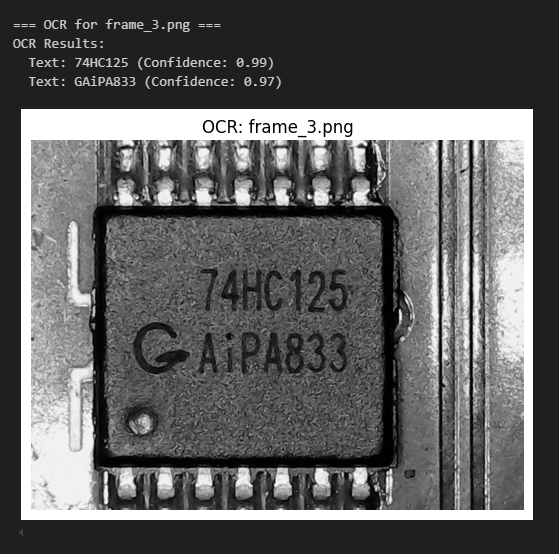 === OCR for frame_3.png ===
OCR Results:
Text: 74HC125 (Confidence: 0.99)
Text: GAiPA833 (Confidence: 0.97)
OCR: frame_3.png
74HC125
G AiPA833